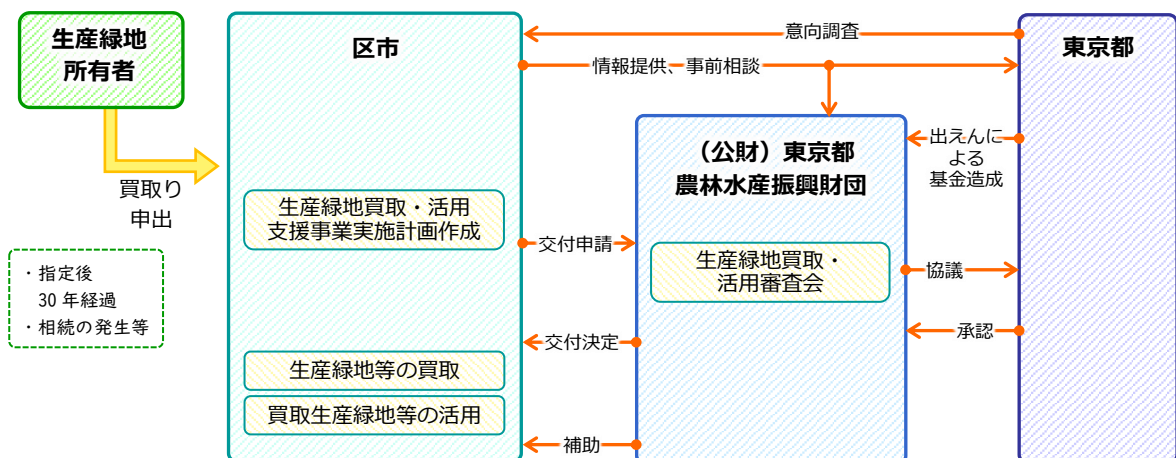 生産緑地
所有者
買取り
申出
・指定後
30年経過
・相続の発生等
区市
生産緑地買取・活用
支援事業実施計画作成
生産緑地等の買取
買取生産緑地等の活用
意向調査
情報提供、事前相談
交付申請
交付決定
補助
（公財）東京都
農林水産振興財団
生産緑地買取・
活用審査会
出えんに
よる
基金造成
協議
承認
東京都